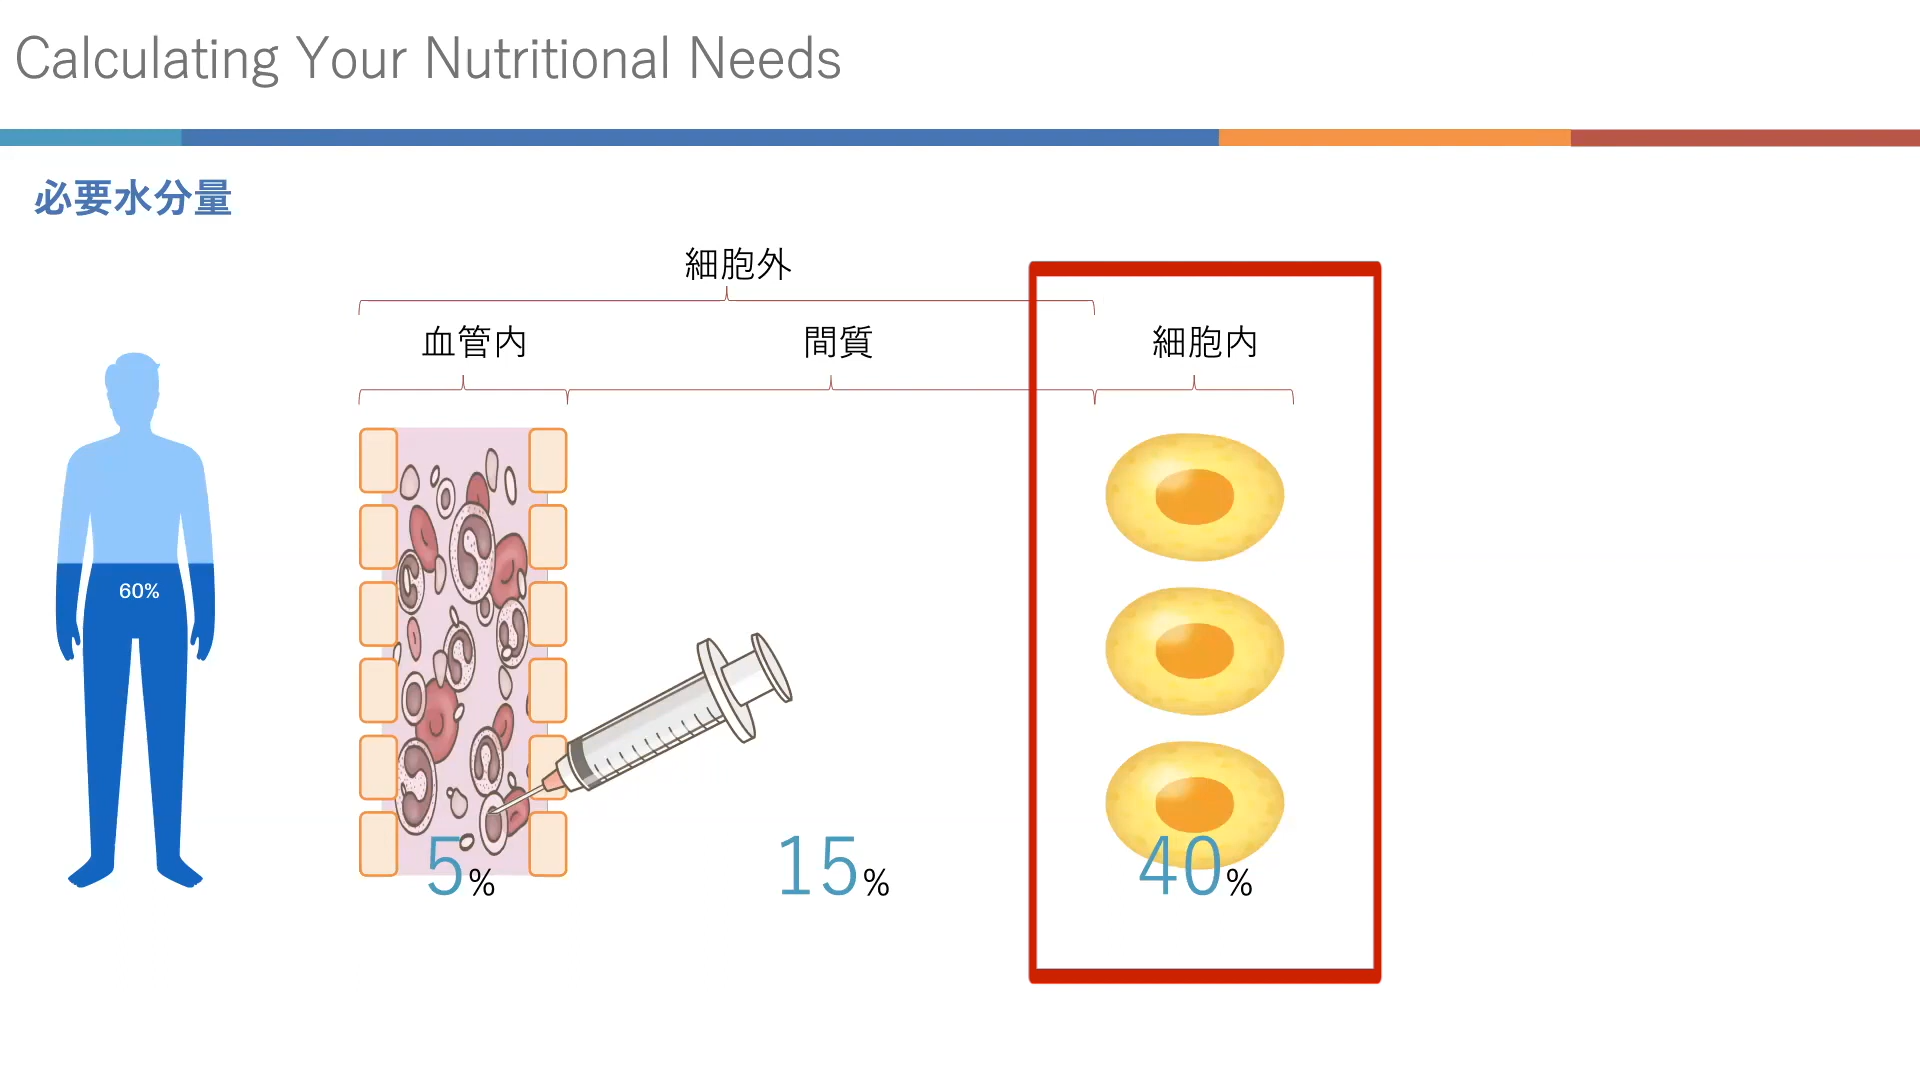 Calculating Your Nutritional Needs
必要水分量
細胞外
血管内
間質
細胞内
60%
5%
15%
40%